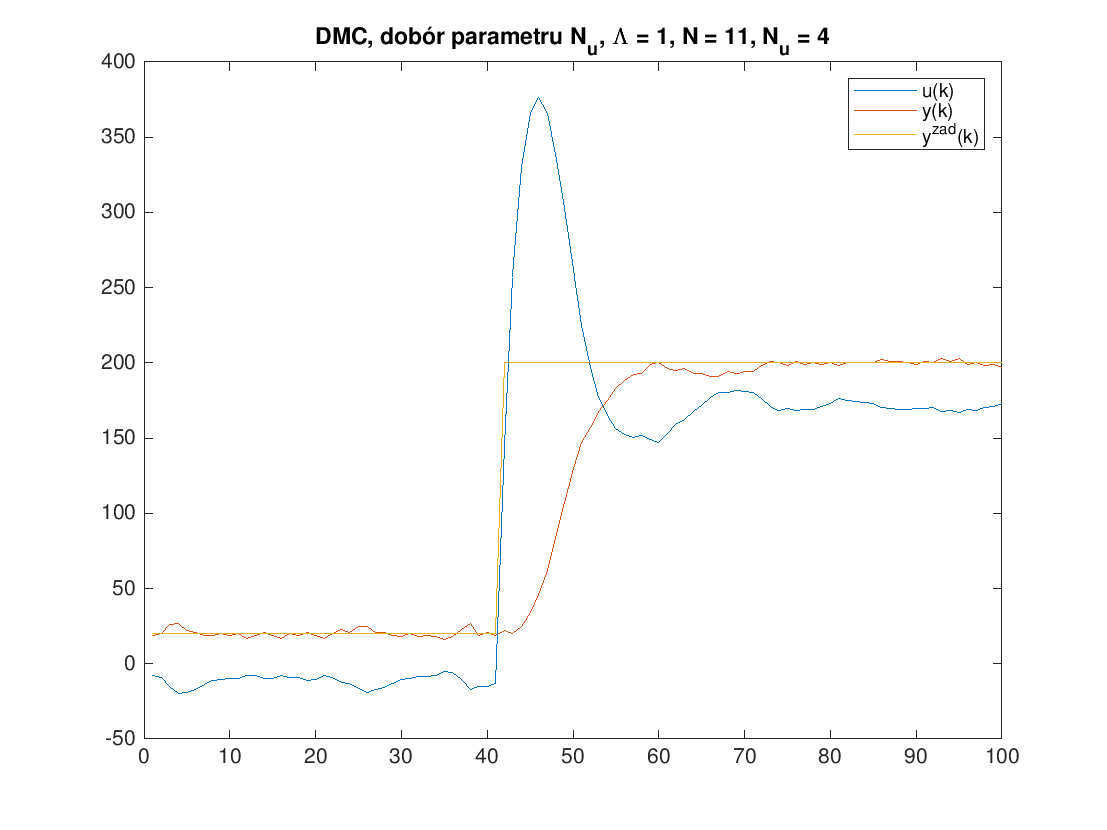 DMC, dobór parametru N_u, Λ = 1, N = 11, N_u = 4
400
350
300
250
200
150
100
50
0
-50
0 10 20 30 40 50 60 70 80 90 100
u(k)
y(k)
y^zad(k)